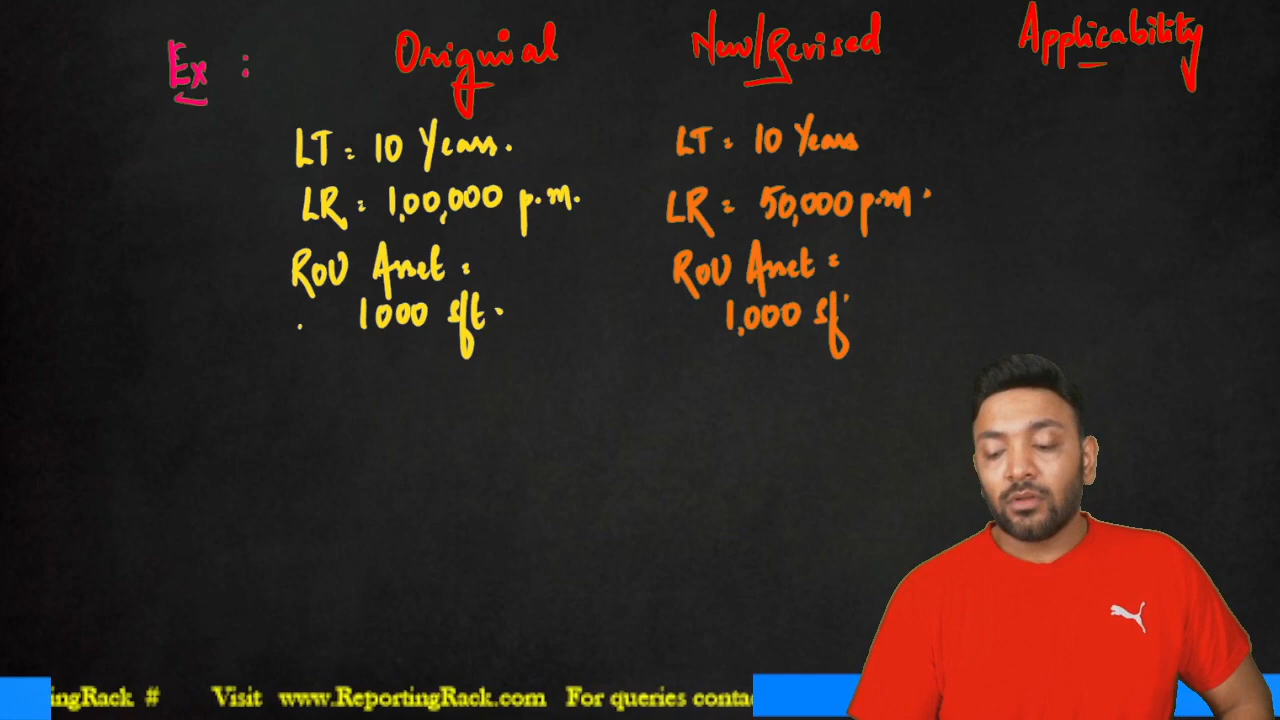 Ex : Original New/Revised Applicability
LT = 10 Years. LT = 10 Years
LR = 1,00,000 p.m. LR = 50,000 p.m.
ROU Asset = ROU Asset =
1000 sft. 1,000 sf
ingRack # Visit www.ReportingRack.com For queries contac